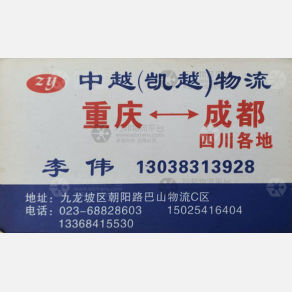 zy 中越(凯越)物流
重庆←→成都
四川各地
李 伟 13038313928
地址:九龙坡区朝阳路巴山物流C区
电话:023-68828603 15025416404
13368415530